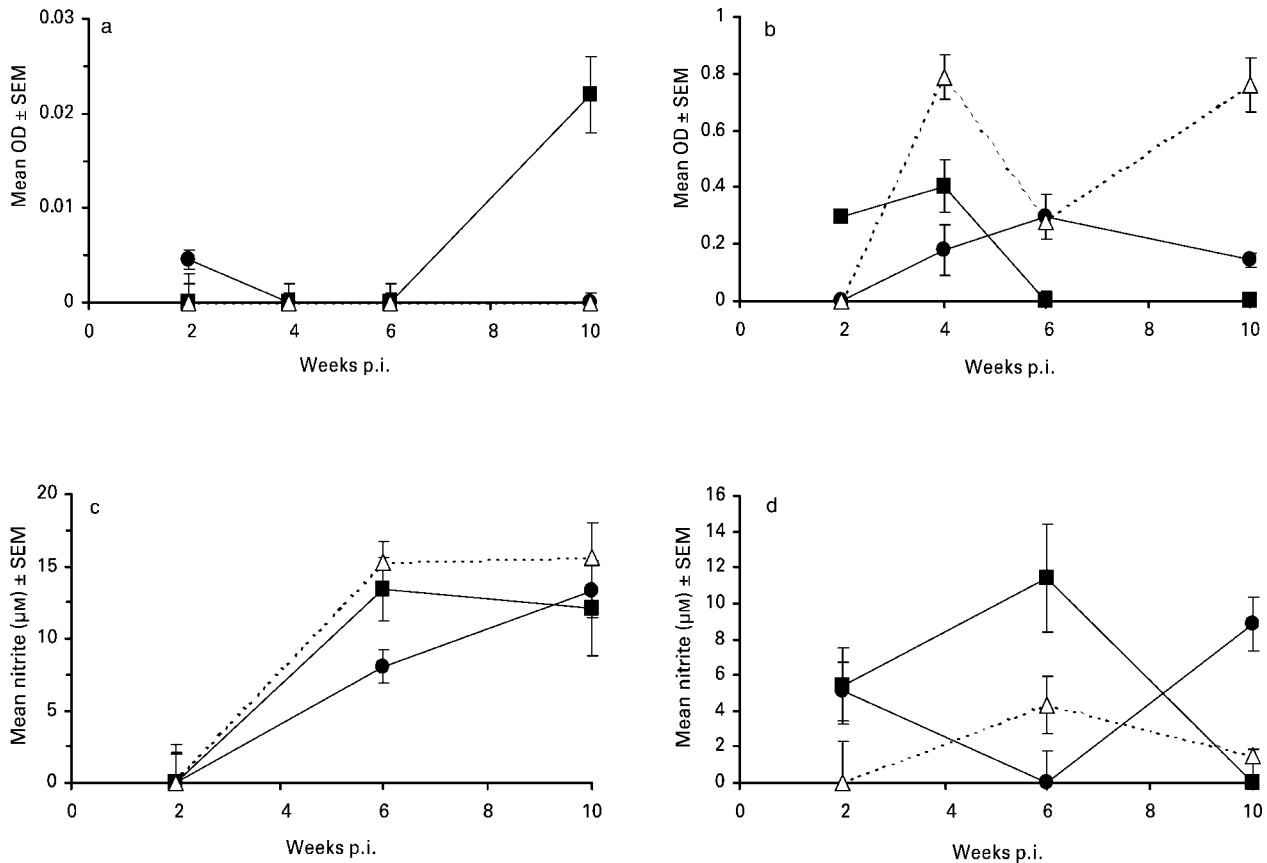 a
Mean OD ± SEM
0.03
0.02
0.01
0
0 2 4 6 8 10
Weeks p.i.
b
Mean OD ± SEM
1
0.8
0.6
0.4
0.2
0
0 2 4 6 8 10
Weeks p.i.
c
Mean nitrite (μM) ± SEM
20
15
10
5
0
0 2 4 6 8 10
Weeks p.i.
d
Mean nitrite (μM) ± SEM
16
14
12
10
8
6
4
2
0
0 2 4 6 8 10
Weeks p.i.